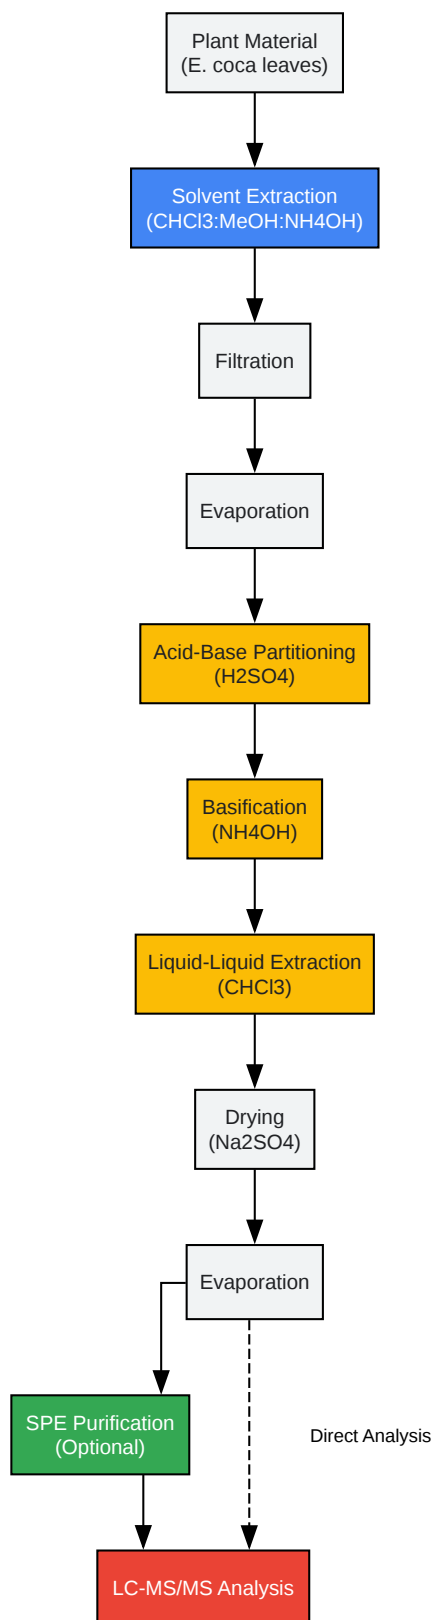 Plant Material
(E. coca leaves)
Solvent Extraction
(CHCl3:MeOH:NH4OH)
Filtration
Evaporation
Acid-Base Partitioning
(H2SO4)
Basification
(NH4OH)
Liquid-Liquid Extraction
(CHCl3)
Drying
(Na2SO4)
Evaporation
SPE Purification
(Optional)
Direct Analysis
LC-MS/MS Analysis